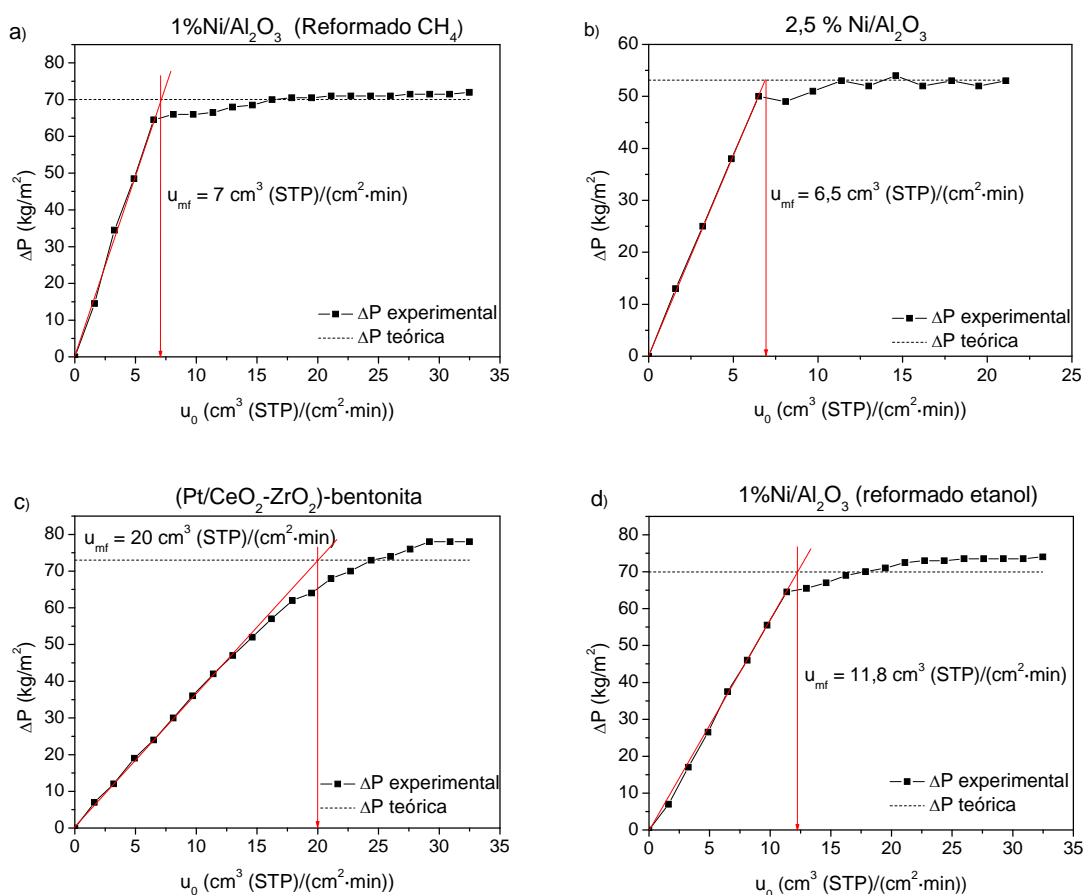 a)
1%Ni/Al₂O₃ (Reformado CH₄)
80
70
60
50
40
30
20
10
0
ΔP (kg/m²)
u_mf = 7 cm³ (STP)/(cm²·min)
ΔP experimental
ΔP teórica
0 5 10 15 20 25 30 35
u₀ (cm³ (STP)/(cm²·min))
b)
2,5 % Ni/Al₂O₃
60
50
40
30
20
10
0
ΔP (kg/m²)
u_mf = 6,5 cm³ (STP)/(cm²·min)
ΔP experimental
ΔP teórica
0 5 10 15 20 25
u₀ (cm³ (STP)/(cm²·min))
c)
(Pt/CeO₂-ZrO₂)-bentonita
80
70
60
50
40
30
20
10
0
ΔP (kg/m²)
u_mf = 20 cm³ (STP)/(cm²·min)
ΔP experimental
ΔP teórica
0 5 10 15 20 25 30 35
u₀ (cm³ (STP)/(cm²·min))
d)
1%Ni/Al₂O₃ (reformado etanol)
80
70
60
50
40
30
20
10
0
ΔP (kg/m²)
u_mf = 11,8 cm³ (STP)/(cm²·min)
ΔP experimental
ΔP teórica
0 5 10 15 20 25 30 35
u₀ (cm³ (STP)/(cm²·min))